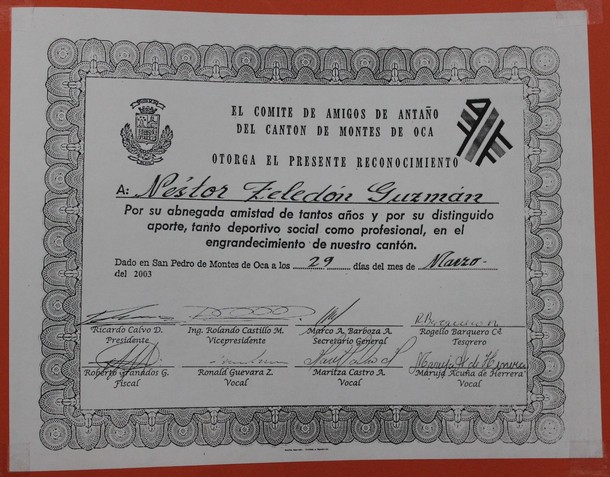 EL COMITE DE AMIGOS DE ANTAÑO
DEL CANTON DE MONTES DE OCA
OTORGA EL PRESENTE RECONOCIMIENTO
A: Néstor Zeledón Guzmán
Por su abnegada amistad de tantos años y por su distinguido
aporte, tanto deportivo social como profesional, en el
engrandecimiento de nuestro cantón.
Dado en San Pedro de Montes de Oca a los 29 días del mes de Marzo-
del 2003
Ricardo Calvo D. Ing. Rolando Castillo M. Marco A. Barboza A. Rogello Barquero C.
Presidente Vicepresidente Secretario General Tesorero
Roberto Granados G. Ronald Guevara Z. Maritza Castro A. Maruja Acuña de Herrera
Fiscal Vocal Vocal Vocal